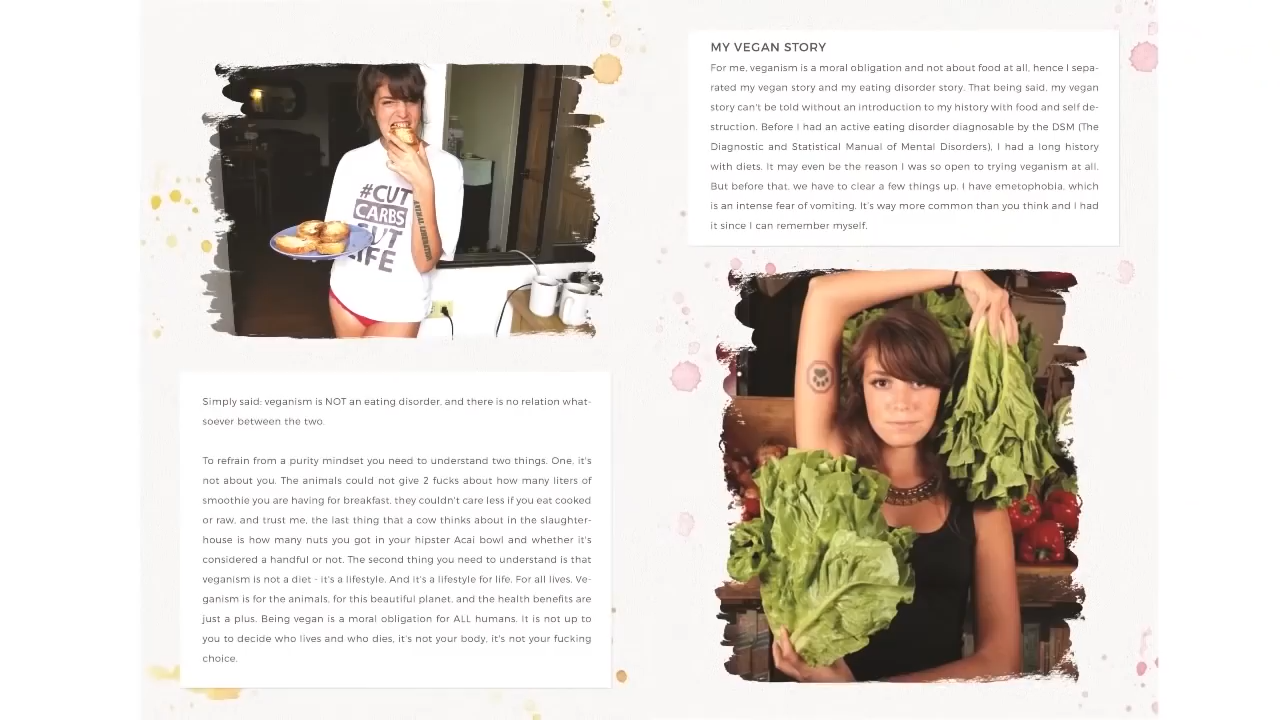 #CUT
CARBS
CUT
LIFE
Simply said: veganism is NOT an eating disorder, and there is no relation what-
soever between the two.
To refrain from a purity mindset you need to understand two things. One, it's
not about you. The animals could not give 2 fucks about how many liters of
smoothie you are having for breakfast, they couldn't care less if you eat cooked
or raw, and trust me, the last thing that a cow thinks about in the slaughter-
house is how many nuts you got in your hipster Acai bowl and whether it's
considered a handful or not. The second thing you need to understand is that
veganism is not a diet - it's a lifestyle. And it's a lifestyle for life. For all lives. Ve-
ganism is for the animals, for this beautiful planet, and the health benefits are
just a plus. Being vegan is a moral obligation for ALL humans. It is not up to
you to decide who lives and who dies, it's not your body, it's not your fucking
choice.
MY VEGAN STORY
For me, veganism is a moral obligation and not about food at all, hence I sepa-
rated my vegan story and my eating disorder story. That being said, my vegan
story can't be told without an introduction to my history with food and self de-
struction. Before I had an active eating disorder diagnosable by the DSM (The
Diagnostic and Statistical Manual of Mental Disorders), I had a long history
with diets. It may even be the reason I was so open to trying veganism at all.
But before that, we have to clear a few things up. I have emetophobia, which
is an intense fear of vomiting. It's way more common than you think and I had
it since I can remember myself.